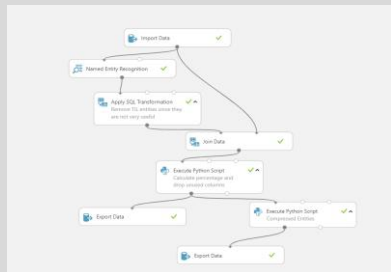 Import Data
Named Entity Recognition
Apply SQL Transformation
Remove OL entities since they
are not very useful
Join Data
Execute Python Script
Calculate percentage and
drop unused columns
Export Data
Execute Python Script
Compressed Entities
Export Data